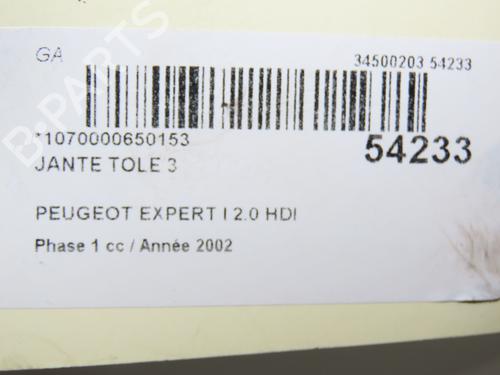 GA
34500203 54233
*1070000650153
54233
JANTE TOLE 3
PEUGEOT EXPERT I 2.0 HDI
Phase 1 cc / Année 2002
B-PARTS